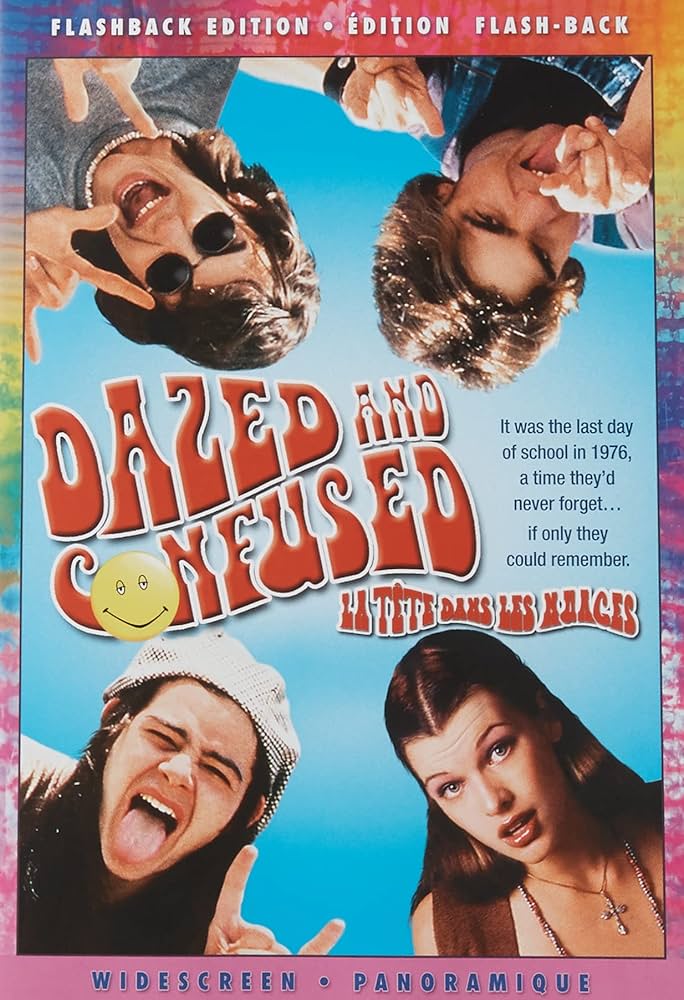 FLASHBACK EDITION • ÉDITION FLASH-BACK
DAZED AND
CONFUSED
LA TÊTE DANS LES NUAGES
It was the last day
of school in 1976,
a time they'd
never forget...
if only they
could remember.
WIDESCREEN • PANORAMIQUE